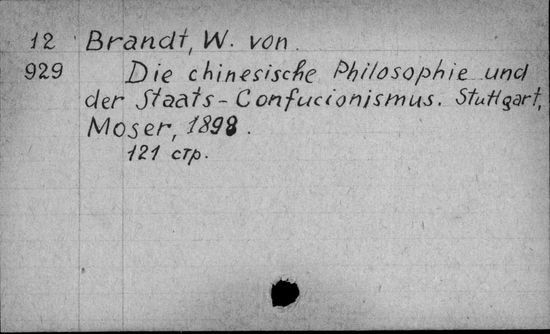 12 Brandt, W. von.
929 Die chinesische Philosophie und
der Staats-Confucionismus. Stuttgart,
Moser, 1898.
121 стр.